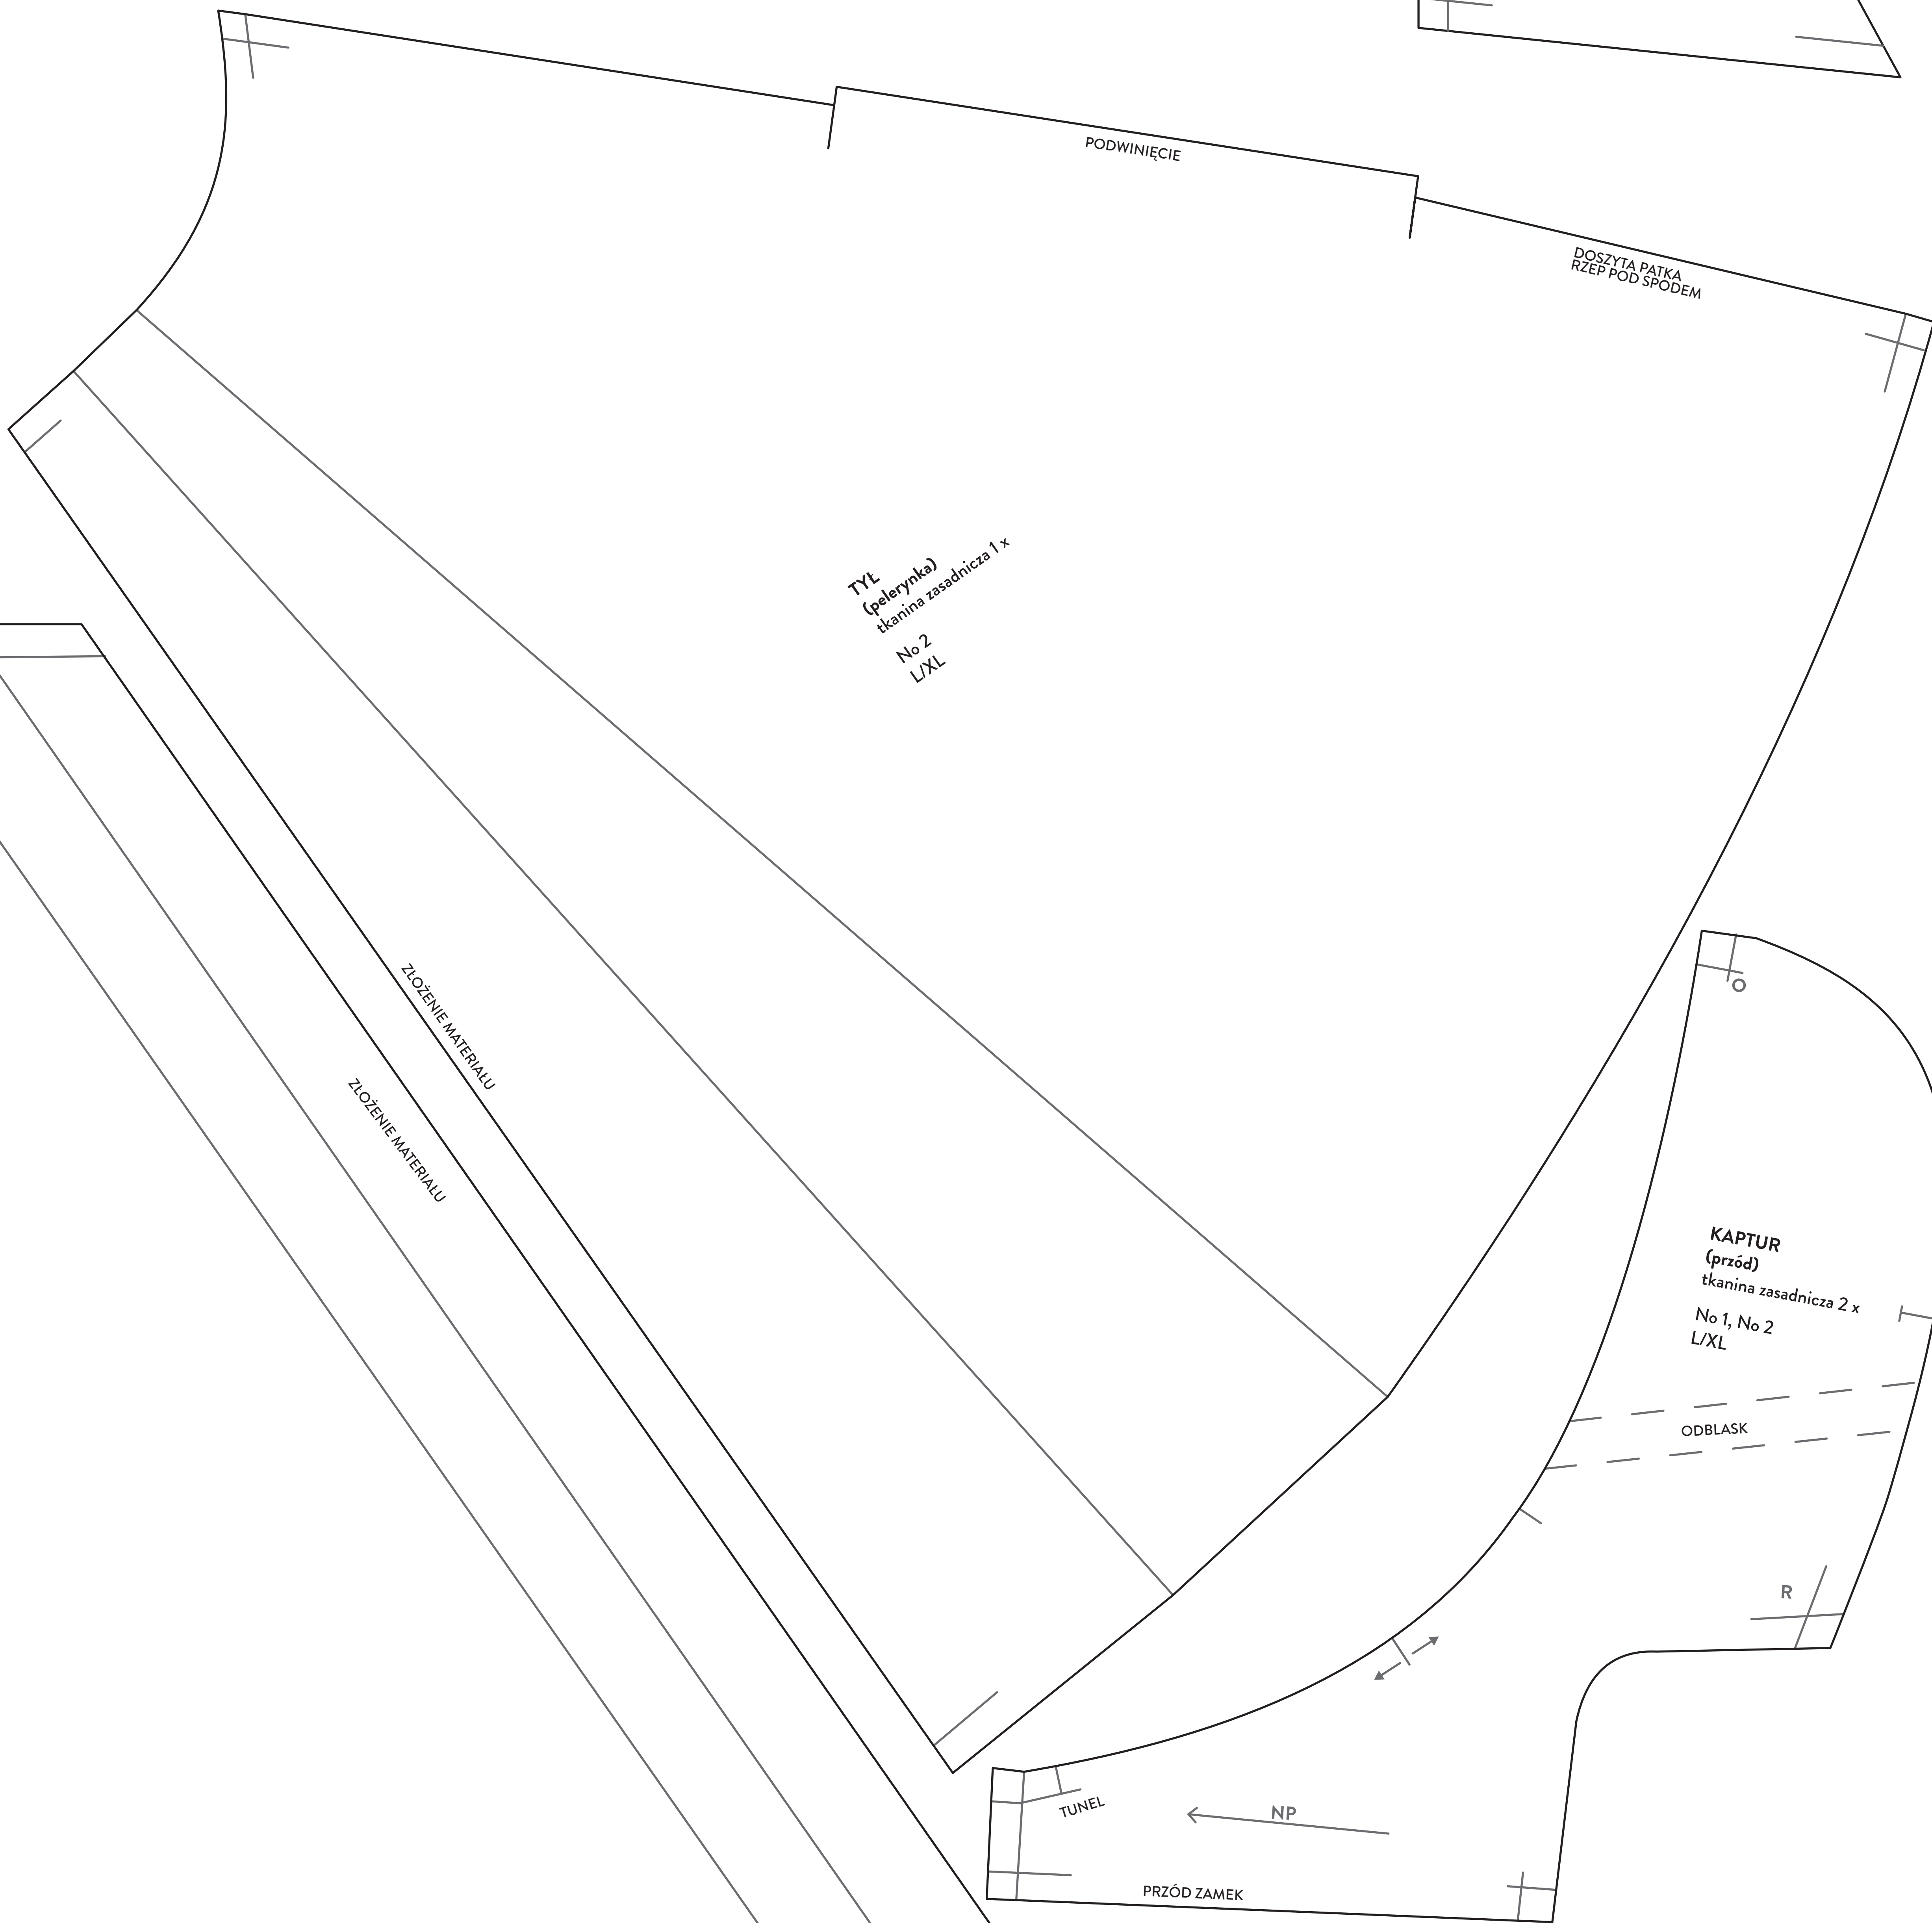 PODWINIĘCIE
DOSZYTA PATKA
RZEP POD SPODEM
TYŁ
(pelerynka)
tkanina zasadnicza 1 x
No 2
L/XL
ZŁOŻENIE MATERIAŁU
ZŁOŻENIE MATERIAŁU
O
KAPTUR
(przód)
tkanina zasadnicza 2 x
No 1, No 2
L/XL
ODBLASK
R
TUNEL
NP
PRZÓD ZAMEK